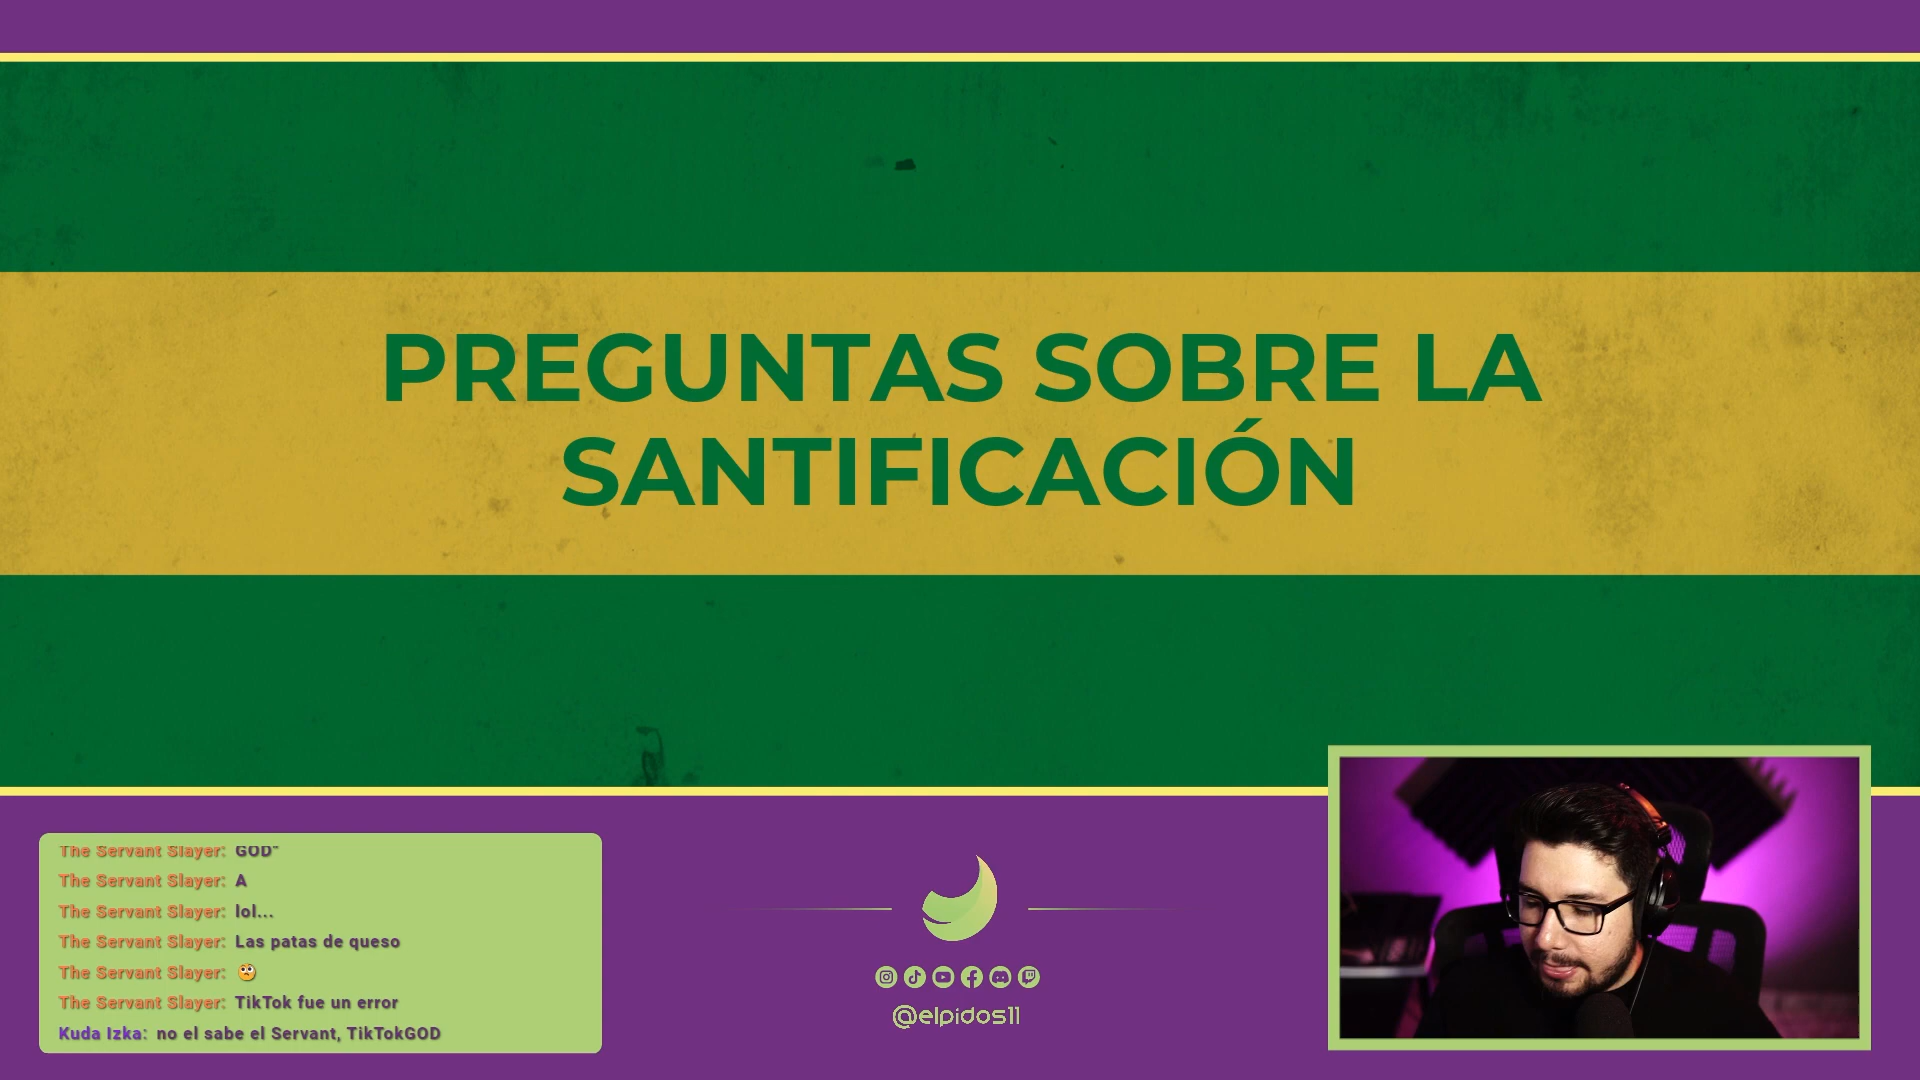 PREGUNTAS SOBRE LA
SANTIFICACIÓN
The Servant Slayer: GOD"
The Servant Slayer: A
The Servant Slayer: lol...
The Servant Slayer: Las patas de queso
The Servant Slayer: 🥺
The Servant Slayer: TikTok fue un error
Kuda Izka: no el sabe el Servant, TikTokGOD
@elpidos11